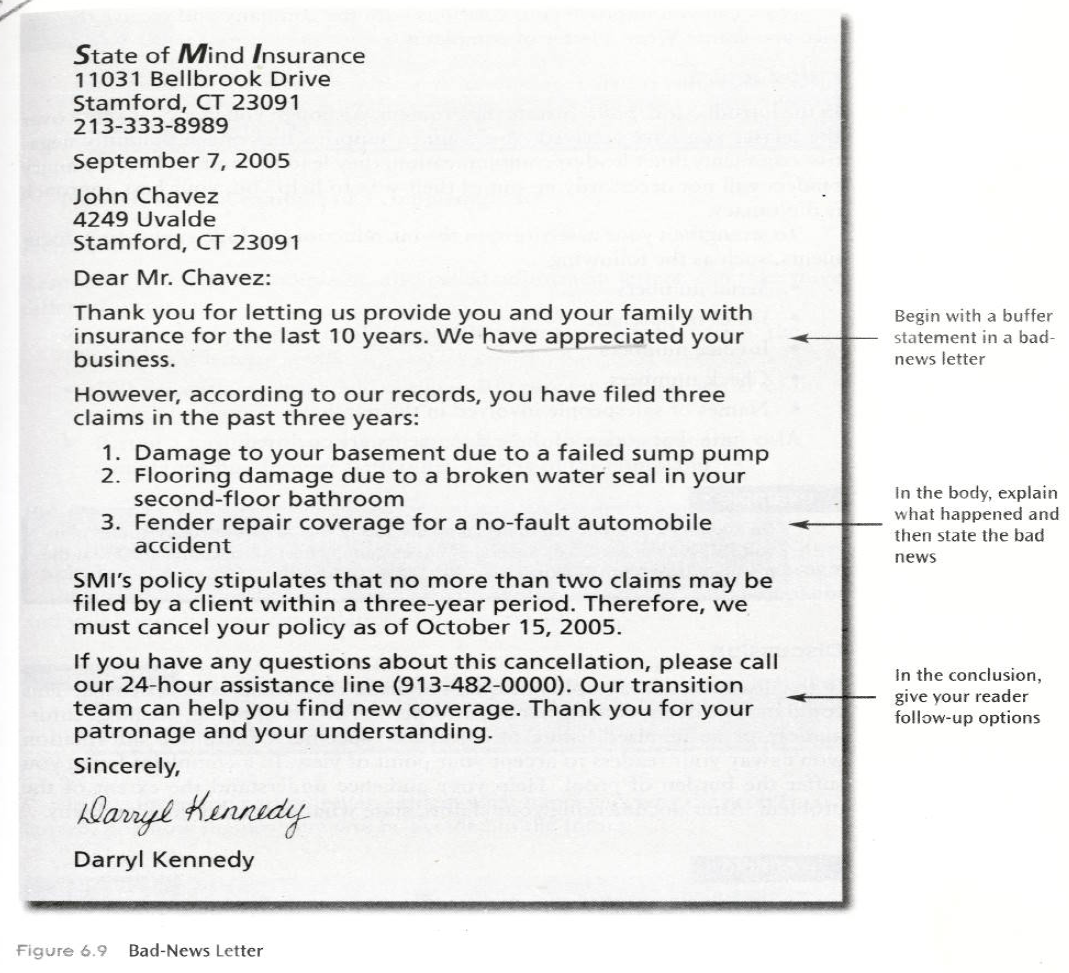 State of Mind Insurance
11031 Bellbrook Drive
Stamford, CT 23091
213-333-8989
September 7, 2005
John Chavez
4249 Uvalde
Stamford, CT 23091
Dear Mr. Chavez:
Thank you for letting us provide you and your family with
insurance for the last 10 years. We have appreciated your
business.
However, according to our records, you have filed three
claims in the past three years:
1. Damage to your basement due to a failed sump pump
2. Flooring damage due to a broken water seal in your
second-floor bathroom
3. Fender repair coverage for a no-fault automobile
accident
SMI's policy stipulates that no more than two claims may be
filed by a client within a three-year period. Therefore, we
must cancel your policy as of October 15, 2005.
If you have any questions about this cancellation, please call
our 24-hour assistance line (913-482-0000). Our transition
team can help you find new coverage. Thank you for your
patronage and your understanding.
Sincerely,
Darryl Kennedy
Darryl Kennedy
Begin with a buffer
statement in a bad-
news letter
In the body, explain
what happened and
then state the bad
news
In the conclusion,
give your reader
follow-up options
Figure 6.9 Bad-News Letter